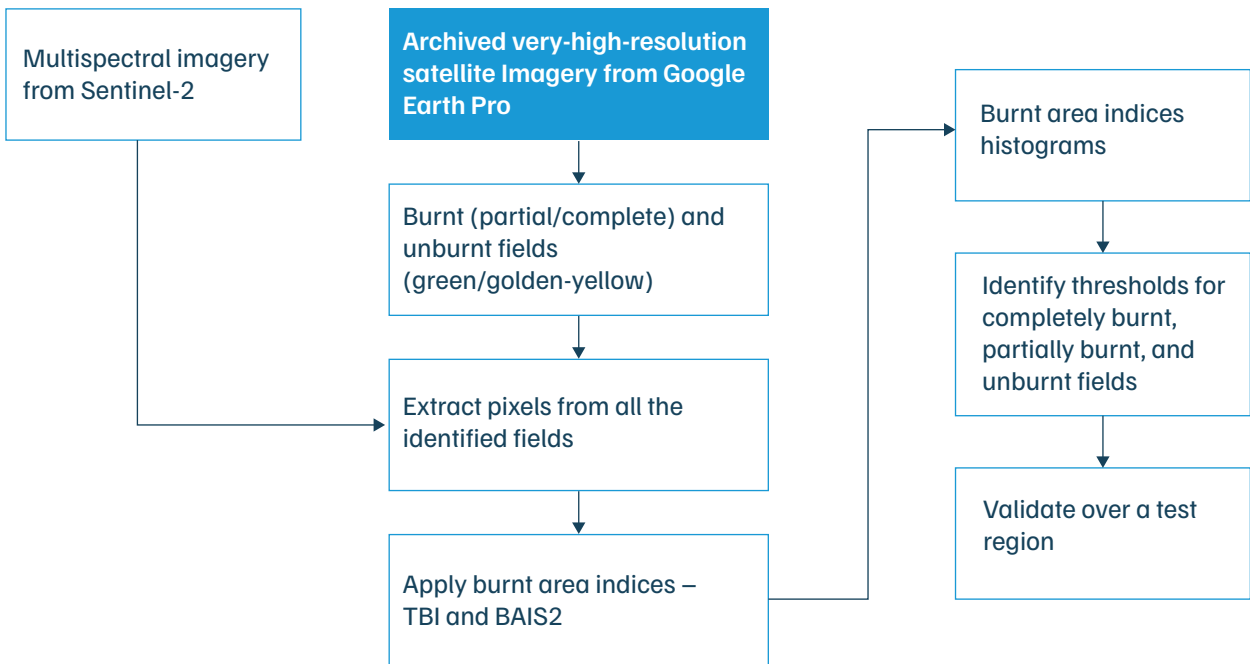 Multispectral imagery
from Sentinel-2
Archived very-high-resolution
satellite Imagery from Google
Earth Pro
Burnt (partial/complete) and
unburnt fields
(green/golden-yellow)
Extract pixels from all the
identified fields
Apply burnt area indices –
TBI and BAIS2
Burnt area indices
histograms
Identify thresholds for
completely burnt,
partially burnt, and
unburnt fields
Validate over a test
region